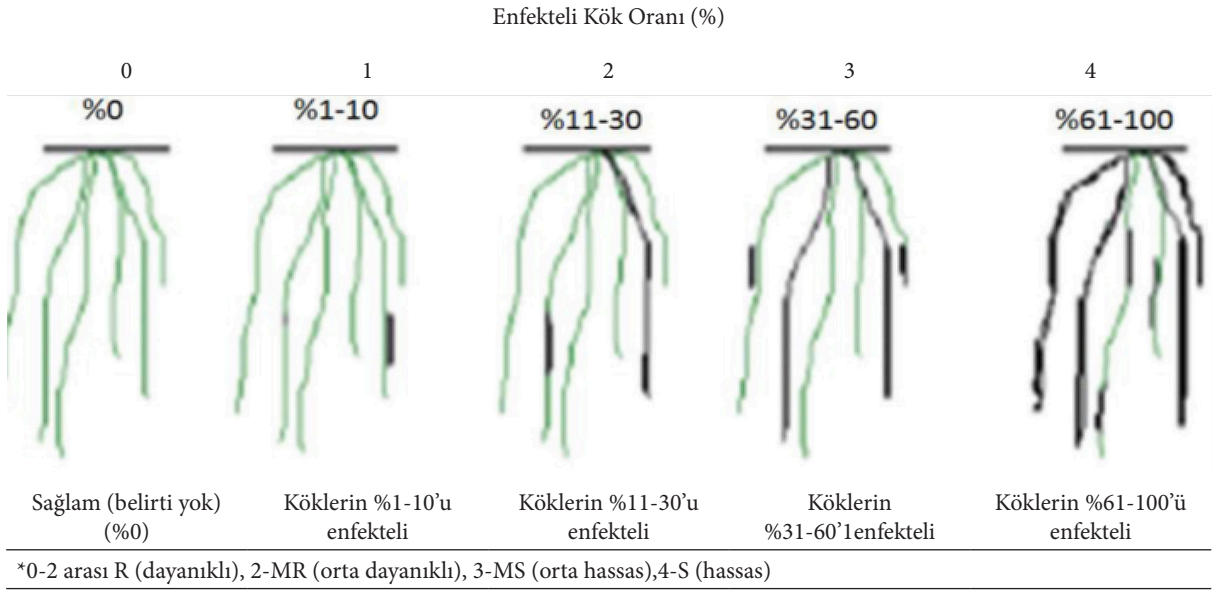 Enfekteli Kök Oranı (%)
0 1 2 3 4
%0 %1-10 %11-30 %31-60 %61-100
Sağlam (belirti yok) Köklerin %1-10’u Köklerin %11-30’u Köklerin Köklerin %61-100’ü
(%0) enfekteli enfekteli %31-60’1enfekteli enfekteli
*0-2 arası R (dayanıklı), 2-MR (orta dayanıklı), 3-MS (orta hassas),4-S (hassas)